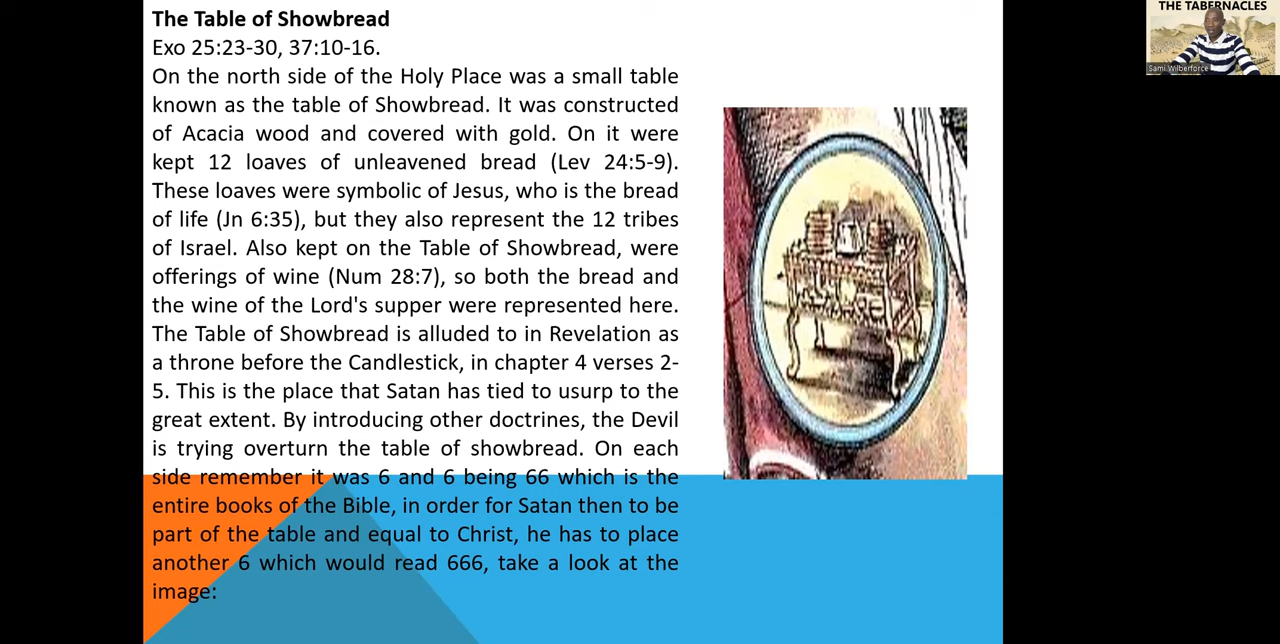 The Table of Showbread
Exo 25:23-30, 37:10-16.
On the north side of the Holy Place was a small table
known as the table of Showbread. It was constructed
of Acacia wood and covered with gold. On it were
kept 12 loaves of unleavened bread (Lev 24:5-9).
These loaves were symbolic of Jesus, who is the bread
of life (Jn 6:35), but they also represent the 12 tribes
of Israel. Also kept on the Table of Showbread, were
offerings of wine (Num 28:7), so both the bread and
the wine of the Lord's supper were represented here.
The Table of Showbread is alluded to in Revelation as
a throne before the Candlestick, in chapter 4 verses 2-
5. This is the place that Satan has tied to usurp to the
great extent. By introducing other doctrines, the Devil
is trying overturn the table of showbread. On each
side remember it was 6 and 6 being 66 which is the
entire books of the Bible, in order for Satan then to be
part of the table and equal to Christ, he has to place
another 6 which would read 666, take a look at the
image:
THE TABERNACLES
Sami Wilberforce